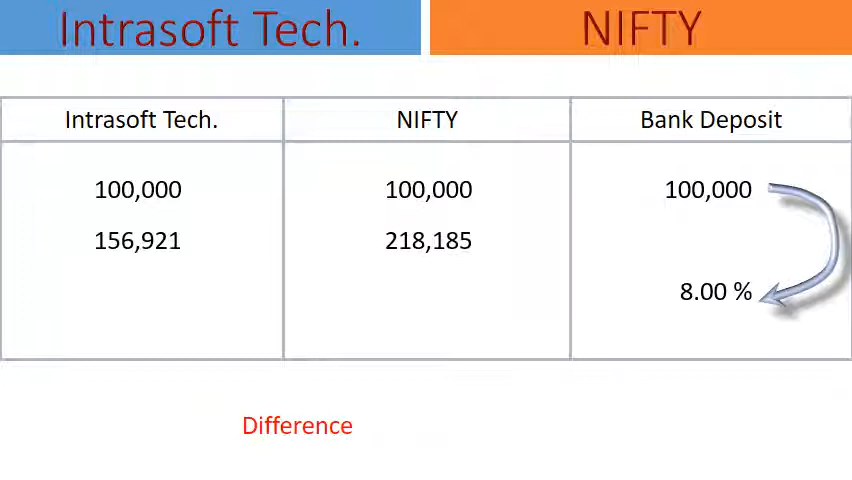 Intrasoft Tech. NIFTY
Intrasoft Tech. NIFTY Bank Deposit
100,000 100,000 100,000
156,921 218,185
8.00 %
Difference